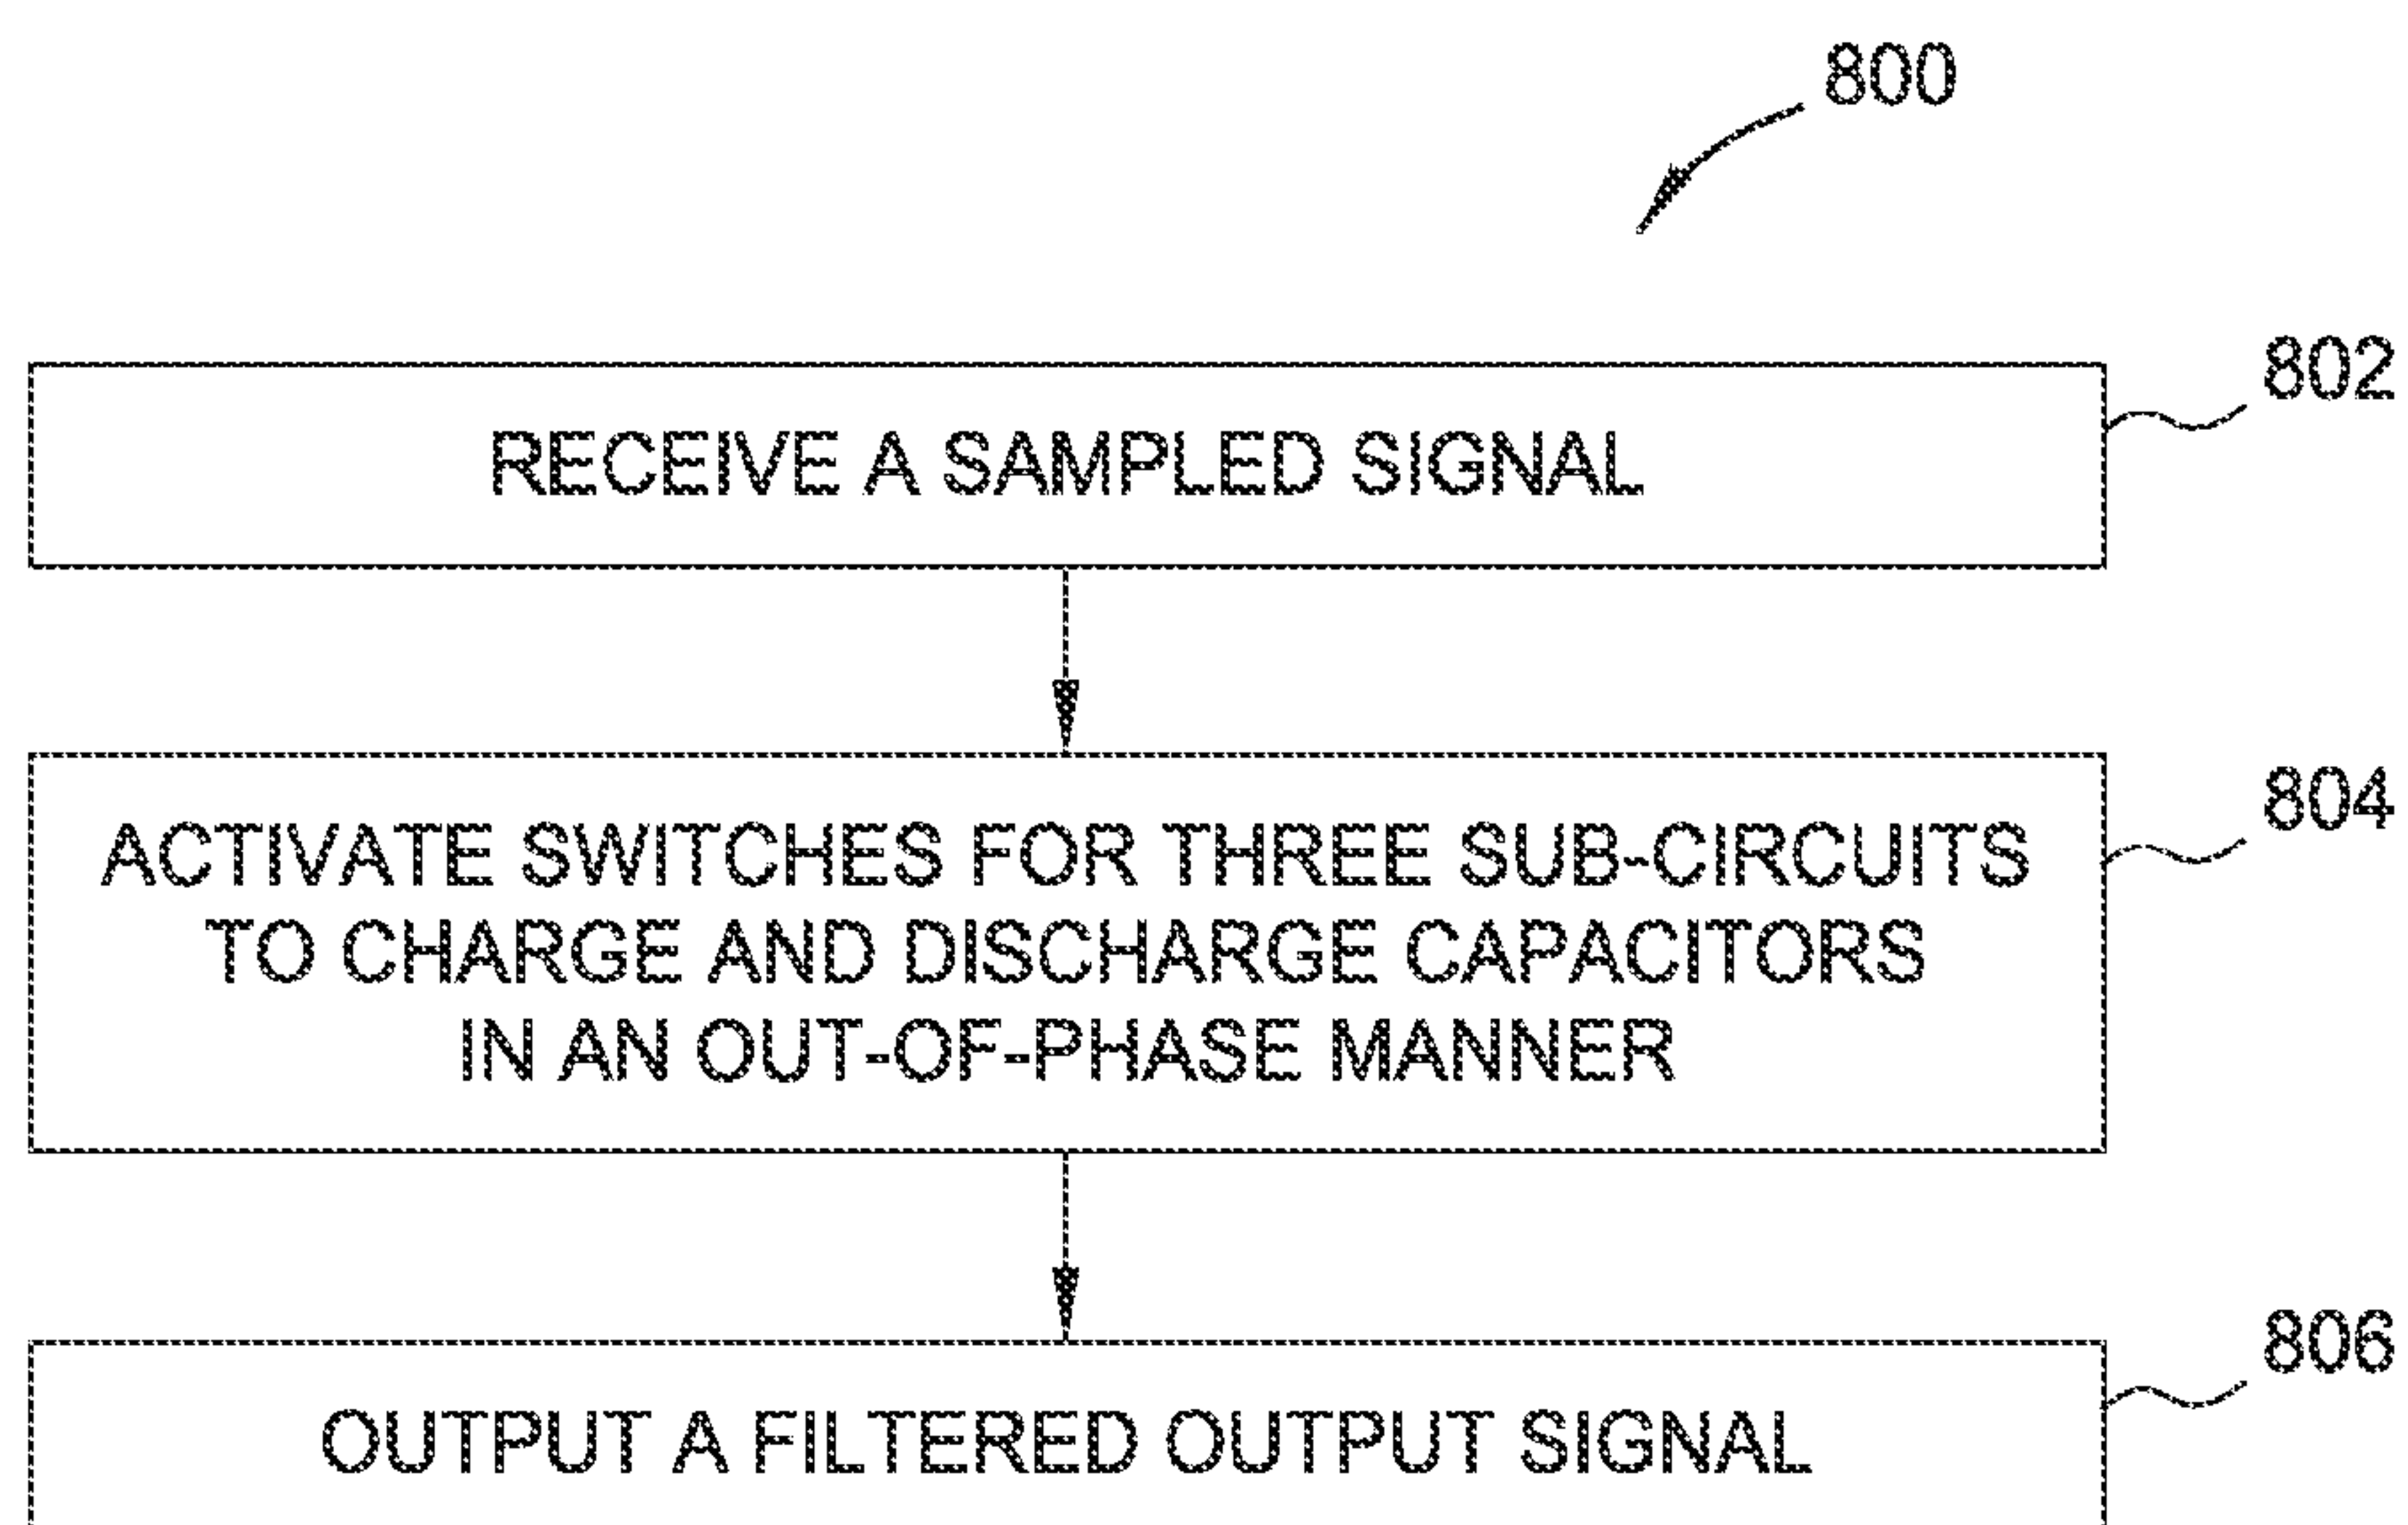 800
802
RECEIVE A SAMPLED SIGNAL
804
ACTIVATE SWITCHES FOR THREE SUB-CIRCUITS
TO CHARGE AND DISCHARGE CAPACITORS
IN AN OUT-OF-PHASE MANNER
806
OUTPUT A FILTERED OUTPUT SIGNAL